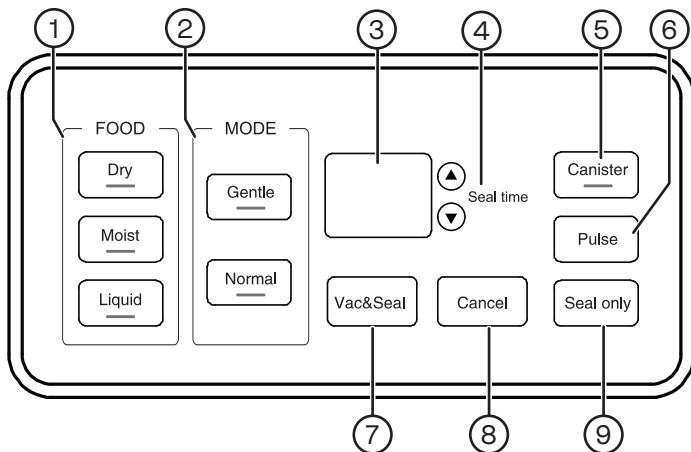 1 2 3 4 5 6
FOOD MODE
Dry
Moist
Liquid
Gentle
Normal
Seal time
Canister
Pulse
Vac&Seal Cancel Seal only
7 8 9